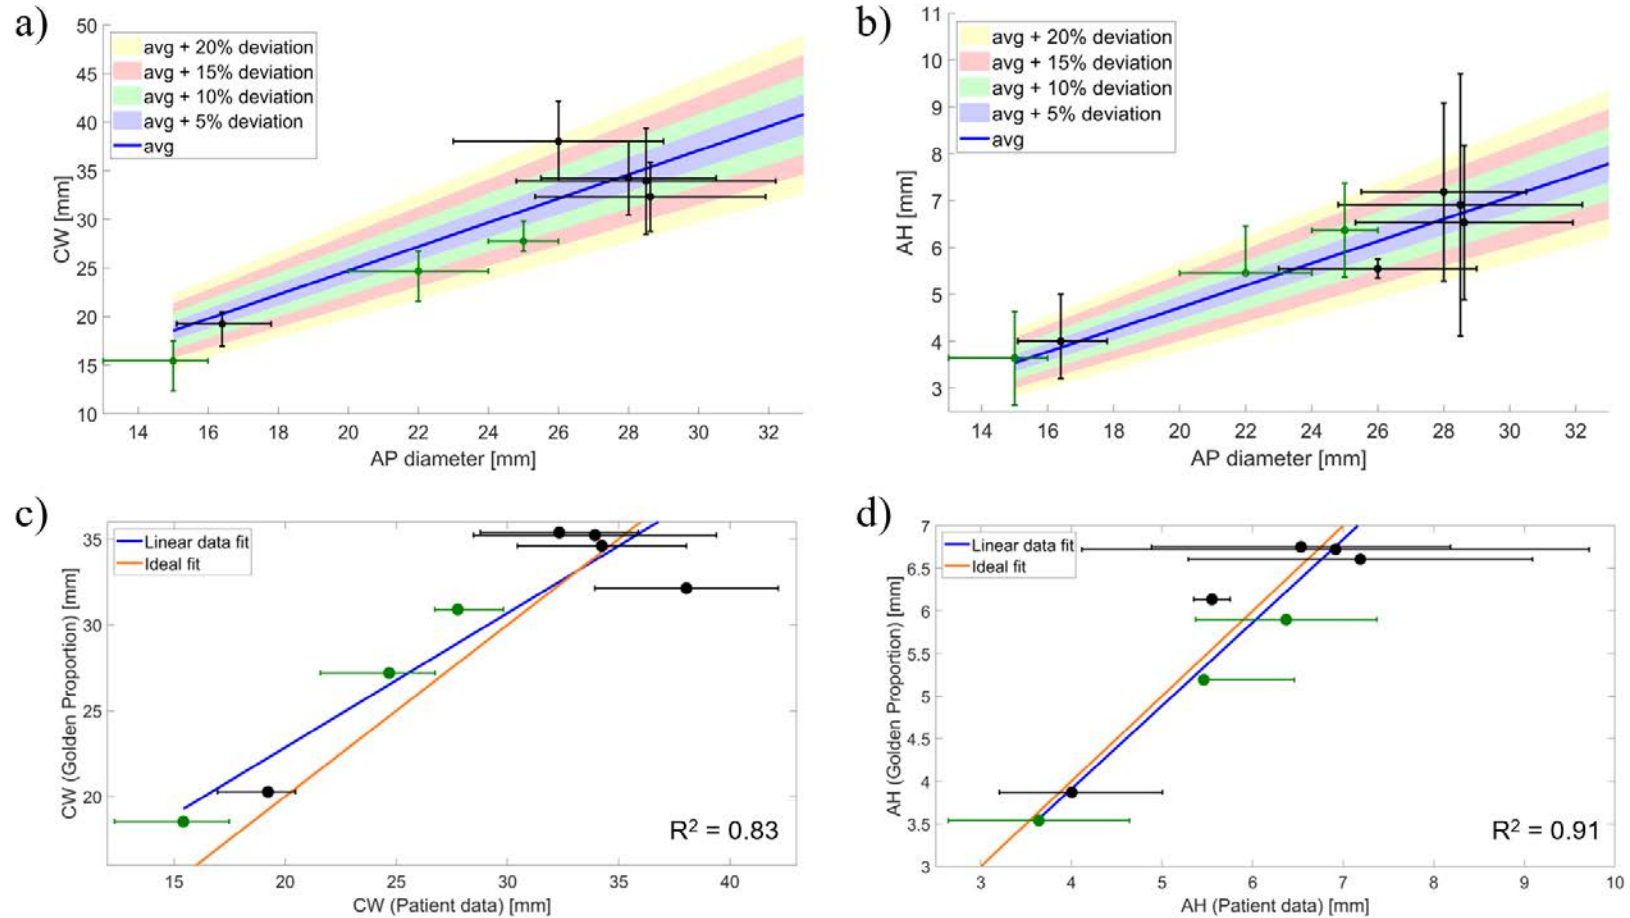 a)
CW [mm]
50
45
40
35
30
25
20
15
10
avg + 20% deviation
avg + 15% deviation
avg + 10% deviation
avg + 5% deviation
avg
14 16 18 20 22 24 26 28 30 32
AP diameter [mm]
b)
AH [mm]
11
10
9
8
7
6
5
4
3
avg + 20% deviation
avg + 15% deviation
avg + 10% deviation
avg + 5% deviation
avg
14 16 18 20 22 24 26 28 30 32
AP diameter [mm]
c)
CW (Golden Proportion) [mm]
35
30
25
20
Linear data fit
Ideal fit
R² = 0.83
15 20 25 30 35 40
CW (Patient data) [mm]
d)
AH (Golden Proportion) [mm]
7
6.5
6
5.5
5
4.5
4
3.5
3
Linear data fit
Ideal fit
R² = 0.91
3 4 5 6 7 8 9 10
AH (Patient data) [mm]